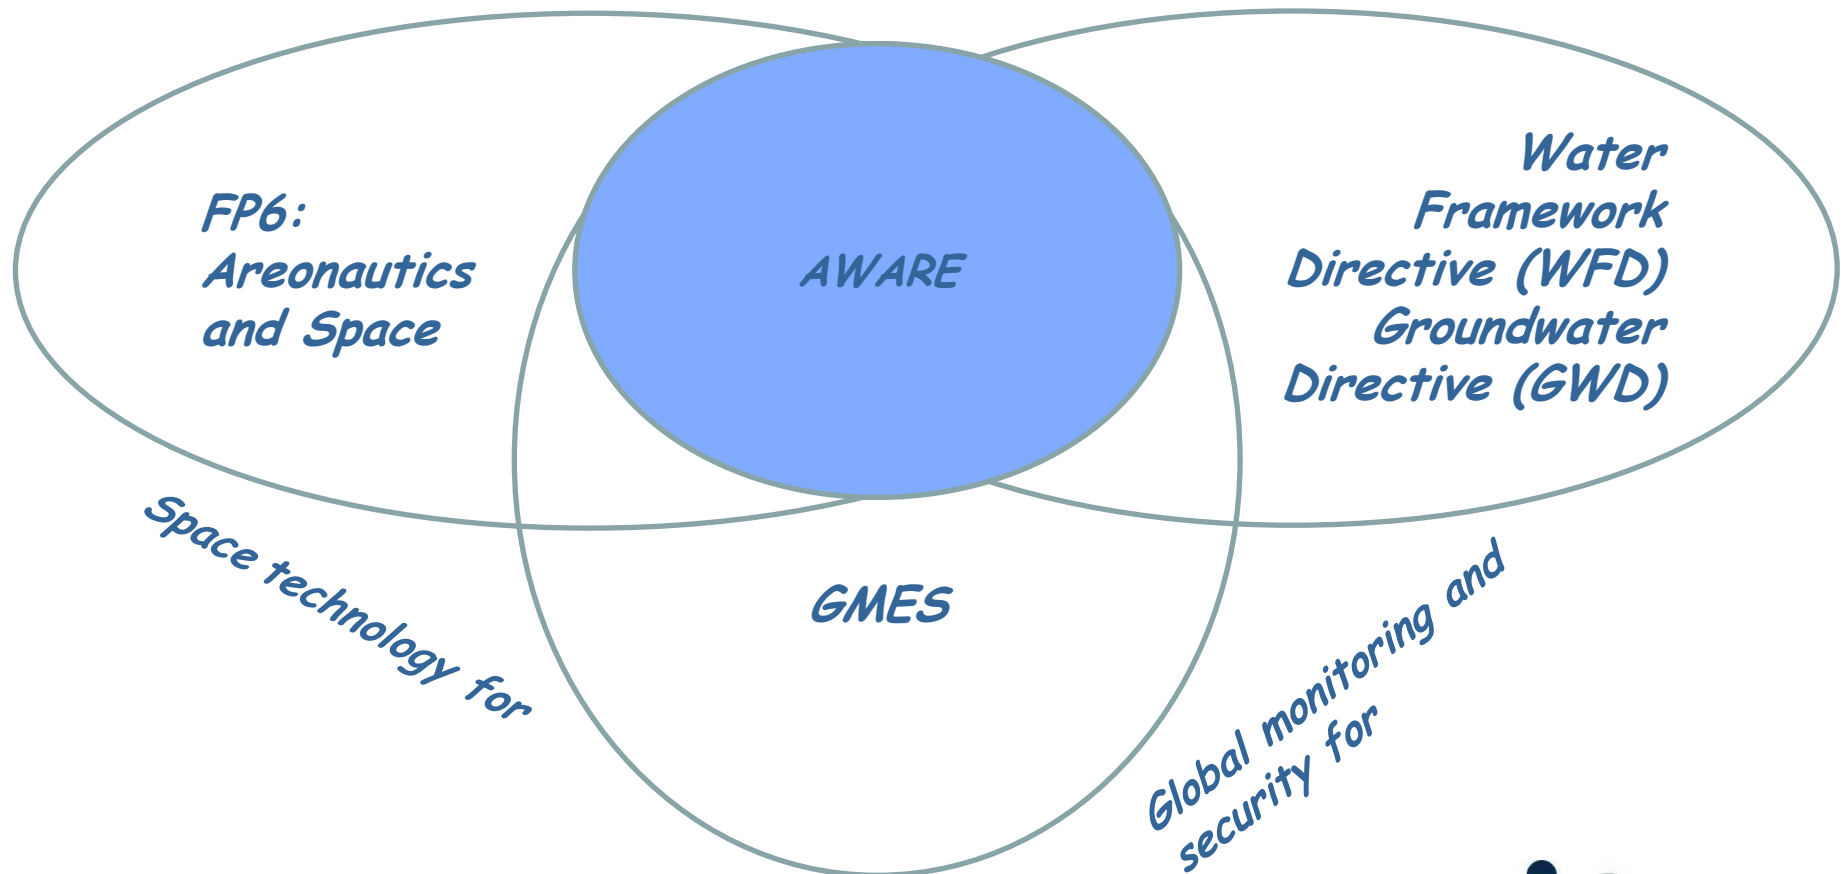 FP6:
Areonautics
and Space
AWARE
Water
Framework
Directive (WFD)
Groundwater
Directive (GWD)
Space technology for
GMES
Global monitoring and
security for